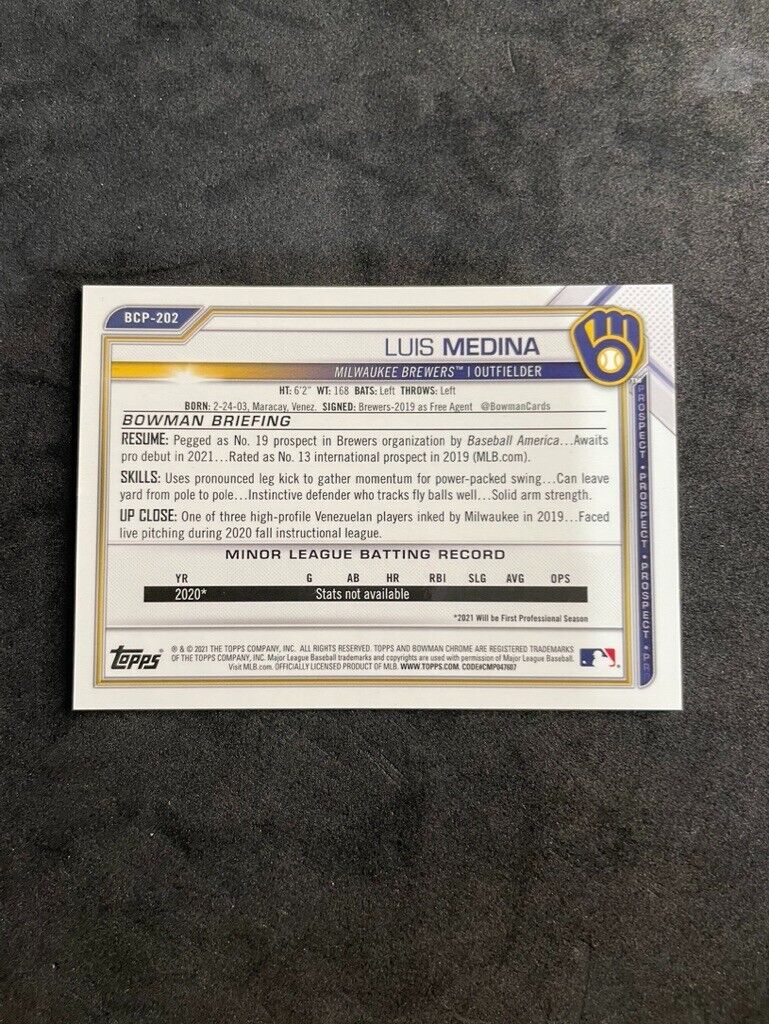 BCP-202
LUIS MEDINA
MILWAUKEE BREWERS™ | OUTFIELDER
HT: 6'2" WT: 168 BATS: Left THROWS: Left
BORN: 2-24-03, Maracay, Venez. SIGNED: Brewers-2019 as Free Agent @BowmanCards
BOWMAN BRIEFING
RESUME: Pegged as No. 19 prospect in Brewers organization by Baseball America...Awaits
pro debut in 2021...Rated as No. 13 international prospect in 2019 (MLB.com).
SKILLS: Uses pronounced leg kick to gather momentum for power-packed swing...Can leave
yard from pole to pole...Instinctive defender who tracks fly balls well...Solid arm strength.
UP CLOSE: One of three high-profile Venezuelan players inked by Milwaukee in 2019...Faced
live pitching during 2020 fall instructional league.
MINOR LEAGUE BATTING RECORD
YR G AB HR RBI SLG AVG OPS
2020* Stats not available
*2021 Will be First Professional Season
TOPPS® ® & © 2021 THE TOPPS COMPANY, INC. ALL RIGHTS RESERVED. TOPPS AND BOWMAN CHROME ARE REGISTERED TRADEMARKS
OF THE TOPPS COMPANY, INC. Major League Baseball trademarks and copyrights are used with permission of Major League Baseball.
Visit MLB.com. OFFICIALLY LICENSED PRODUCT OF MLB. WWW.TOPPS.COM. CODE#CMP047607
TM
PROSPECT • PROSPECT • PROSPECT • PR